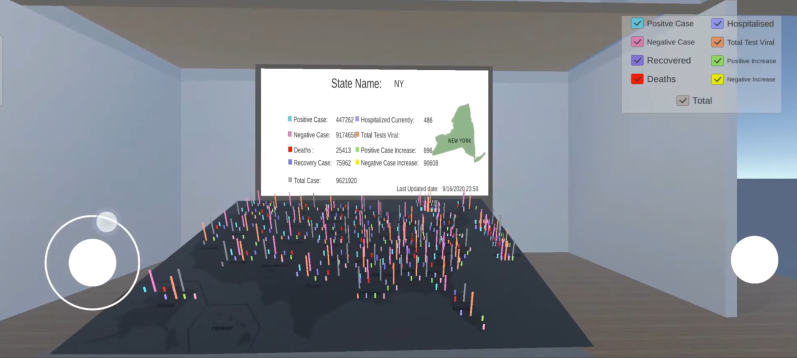 State Name: NY
Positive Case: 447262 Hospitalized Currently: 486
Negative Case: 9174658 Total Tests Viral:
Deaths : 25413 Positive Case Increase: 896
Recovery Case: 75962 Negative Case Increase: 90608
Total Case: 9621920
NEW YORK
Last Updated date: 9/16/2020 23:59
Positve Case Hospitalised
Negative Case Total Test Viral
Recovered Positive Increase
Deaths Negative Increase
Total